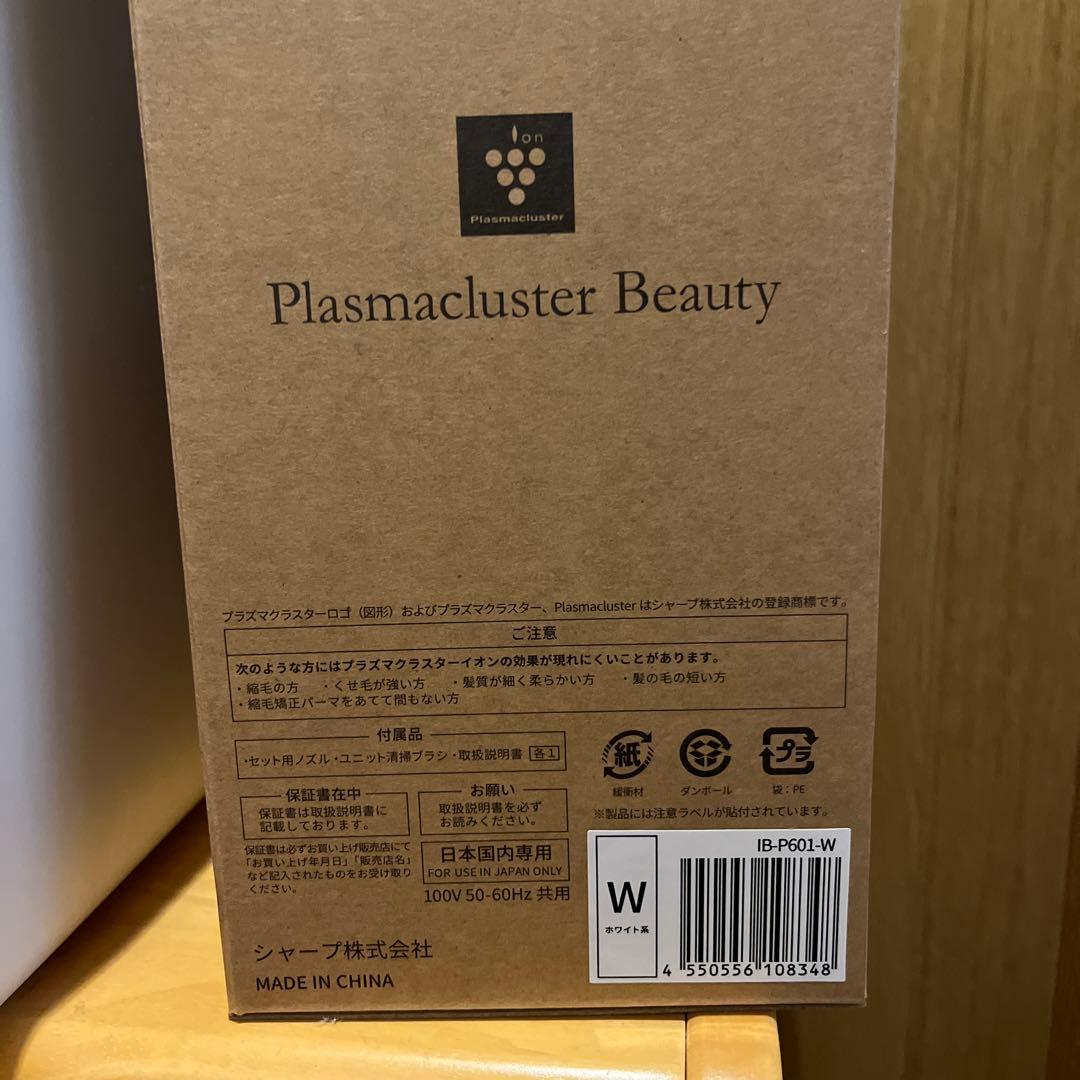 Ion
Plasmacluster
Plasmacluster Beauty
プラズマクラスターロゴ（図形）およびプラズマクラスター、Plasmacluster はシャープ株式会社の登録商標です。
ご注意
次のような方にはプラズマクラスターイオンの効果が現れにくいことがあります。
・縮毛の方 ・くせ毛が強い方 ・髪質が細く柔らかい方 ・髪の毛の短い方
・縮毛矯正パーマをあてて間もない方
付属品
・セット用ノズル ・ユニット清掃ブラシ ・取扱説明書 各1
紙
プラ
緩衝材
ダンボール
袋：PE
※製品には注意ラベルが貼付されています。
保証書在中
保証書は取扱説明書に
記載しております。
お願い
取扱説明書を必ず
お読みください。
保証書は必ずお買い上げ販売店にて
「お買い上げ年月日」「販売店名」
など記入されたものをお受け取り
ください。
日本国内専用
FOR USE IN JAPAN ONLY
100V 50-60Hz 共用
IB-P601-W
W
ホワイト系
4 550556 108348
シャープ株式会社
MADE IN CHINA